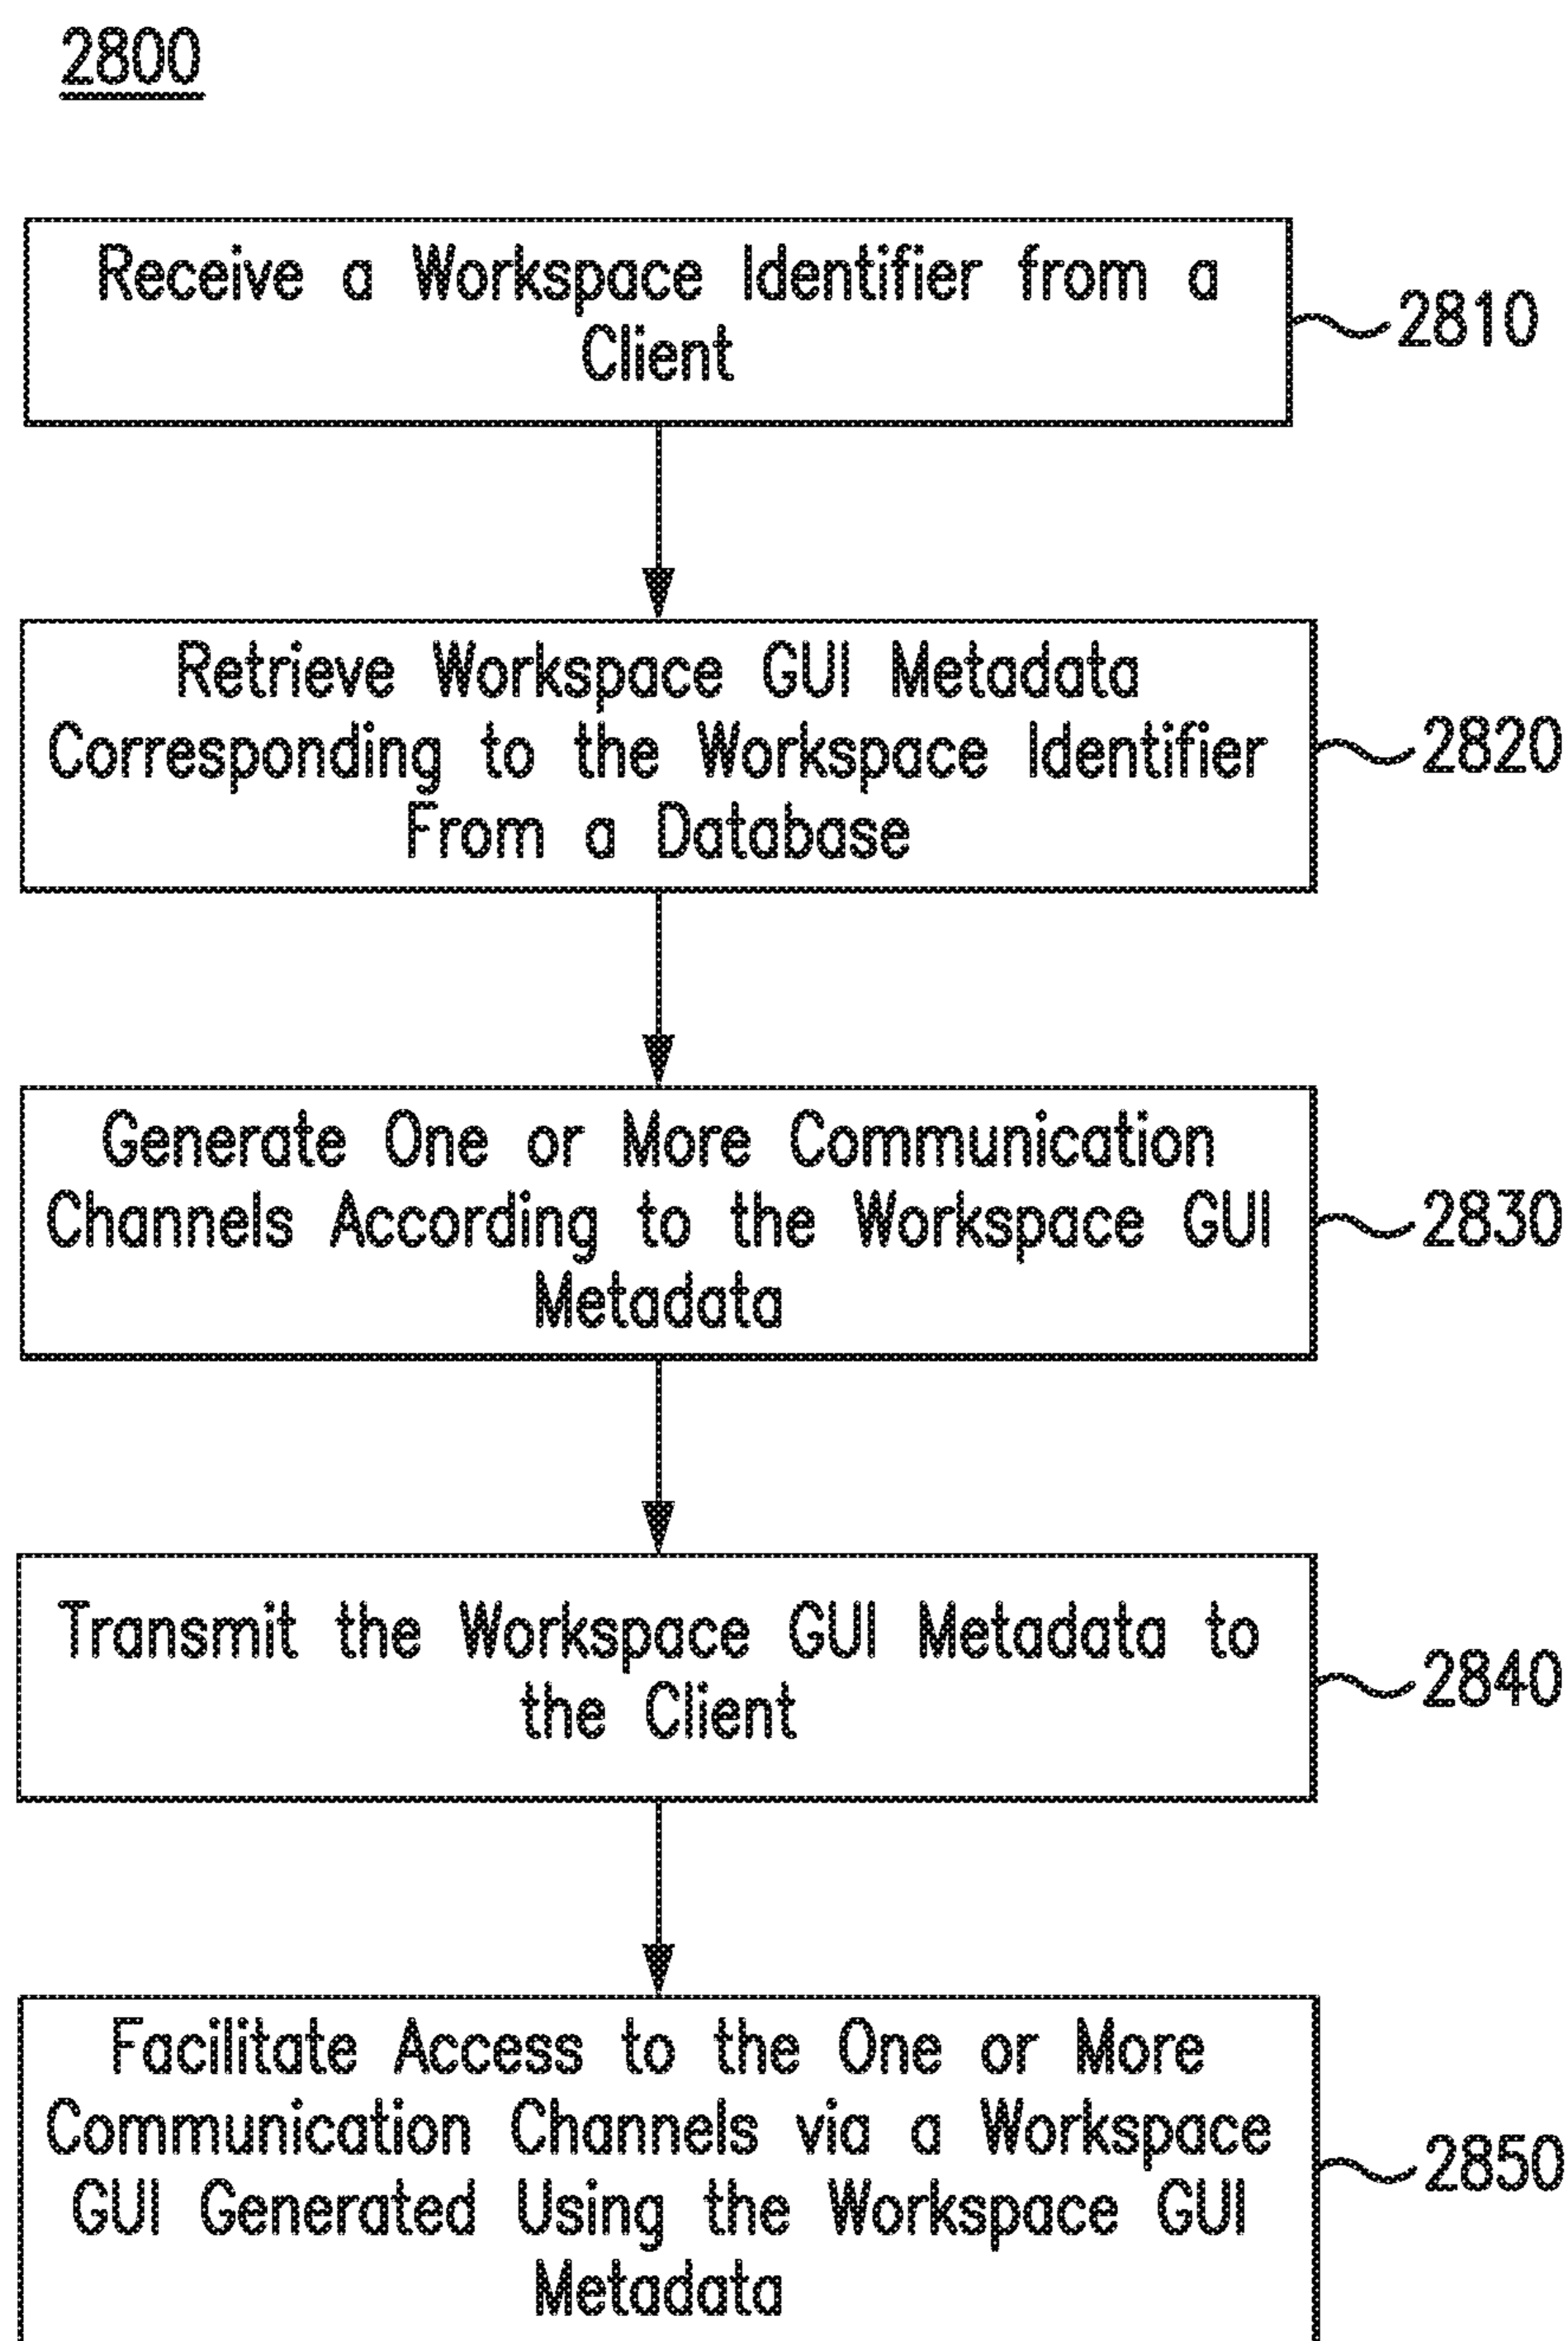 2800
Receive a Workspace Identifier from a
Client
2810
Retrieve Workspace GUI Metadata
Corresponding to the Workspace Identifier
From a Database
2820
Generate One or More Communication
Channels According to the Workspace GUI
Metadata
2830
Transmit the Workspace GUI Metadata to
the Client
2840
Facilitate Access to the One or More
Communication Channels via a Workspace
GUI Generated Using the Workspace GUI
Metadata
2850